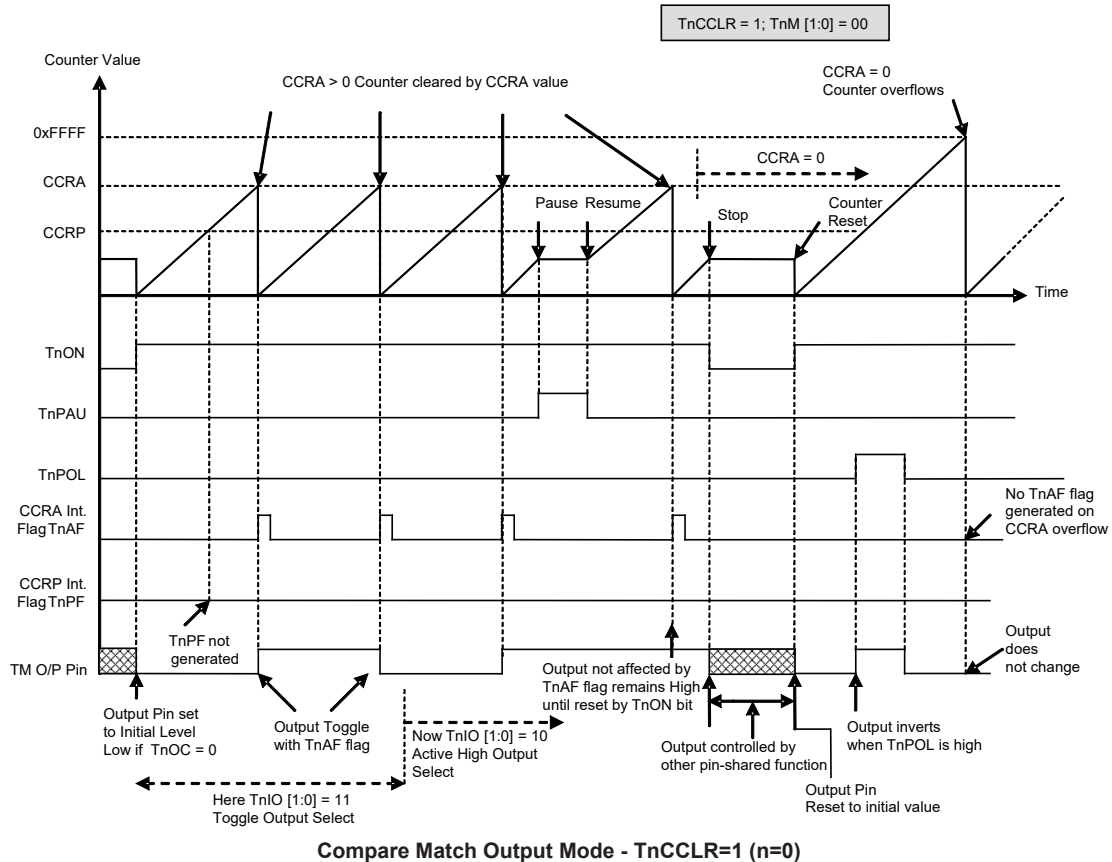 TnCCLR = 1; TnM [1:0] = 00
Counter Value
CCRA > 0 Counter cleared by CCRA value
CCRA = 0
Counter overflows
0xFFFF
CCRA = 0
CCRA
Pause Resume
Stop
Counter
Reset
CCRP
Time
TnON
TnPAU
TnPOL
No TnAF flag
generated on
CCRA overflow
CCRA Int.
Flag TnAF
CCRP Int.
Flag TnPF
TnPF not
generated
Output
does
not change
TM O/P Pin
Output not affected by
TnAF flag remains High
until reset by TnON bit
Output Pin set
to Initial Level
Low if TnOC = 0
Output Toggle
with TnAF flag
Now TnIO [1:0] = 10
Active High Output
Select
Output controlled by
other pin-shared function
Output inverts
when TnPOL is high
Output Pin
Reset to initial value
Here TnIO [1:0] = 11
Toggle Output Select
Compare Match Output Mode - TnCCLR=1 (n=0)